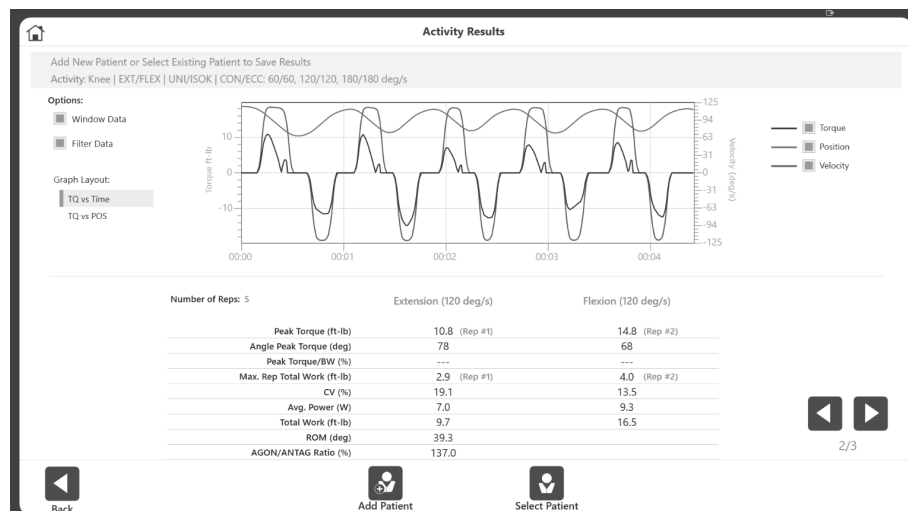 Activity Results
Add New Patient or Select Existing Patient to Save Results
Activity: Knee | EXT/FLEX | UNI/ISOK | CON/ECC: 60/60, 120/120, 180/180 deg/s
Options:
Window Data
Filter Data
Graph Layout:
TQ vs Time
TQ vs POS
Torque ft-lb
10
0
-10
125
94
63
31
0
-31
-63
-94
-125
Velocity (deg/s)
00:00 00:01 00:02 00:03 00:04
Torque
Position
Velocity
Number of Reps: 5 Extension (120 deg/s) Flexion (120 deg/s)
Peak Torque (ft-lb) 10.8 (Rep #1) 14.8 (Rep #2)
Angle Peak Torque (deg) 78 68
Peak Torque/BW (%) --- ---
Max. Rep Total Work (ft-lb) 2.9 (Rep #1) 4.0 (Rep #2)
CV (%) 19.1 13.5
Avg. Power (W) 7.0 9.3
Total Work (ft-lb) 9.7 16.5
ROM (deg) 39.3
AGON/ANTAG Ratio (%) 137.0
2/3
Back
Add Patient
Select Patient